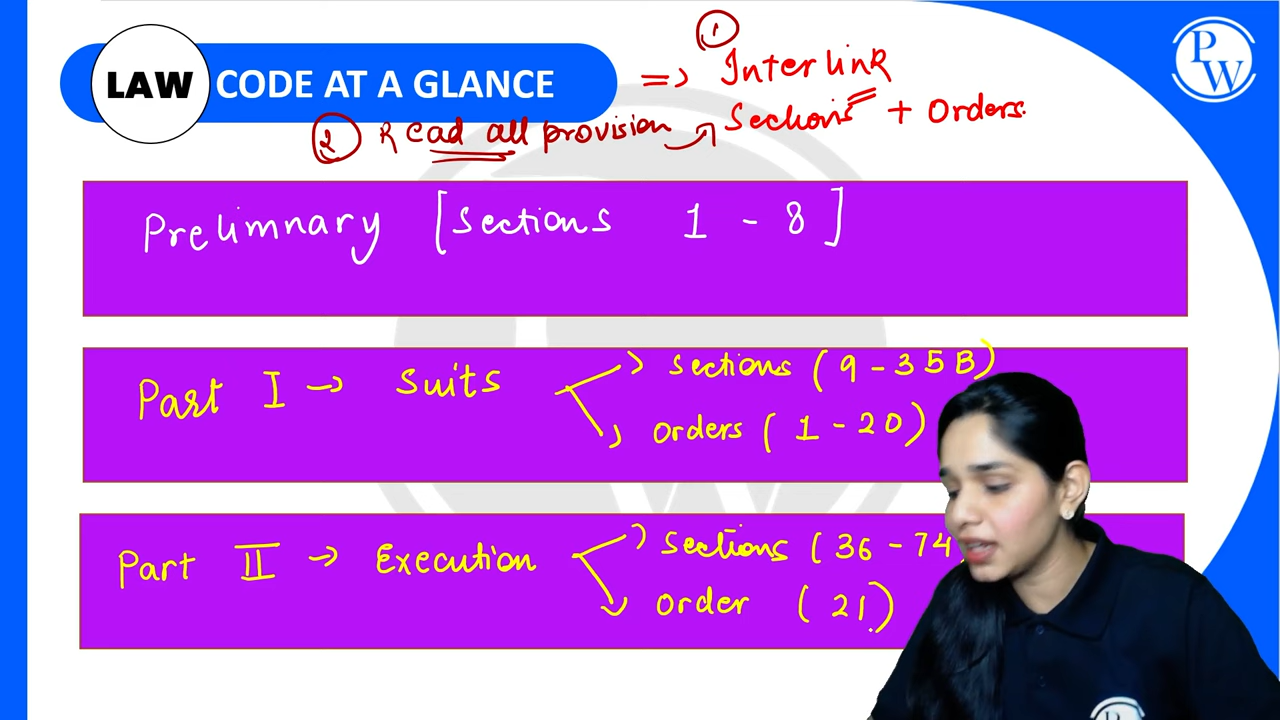 ①
LAW CODE AT A GLANCE => Interlink
② Read all provision → Sections + Orders.
PW
Prelimnary [Sections 1 - 8]
Part I → Suits → Sections (9 - 35B)
→ Orders (1 - 20)
Part II → Execution → Sections (36 - 74
→ Order (21)
PW